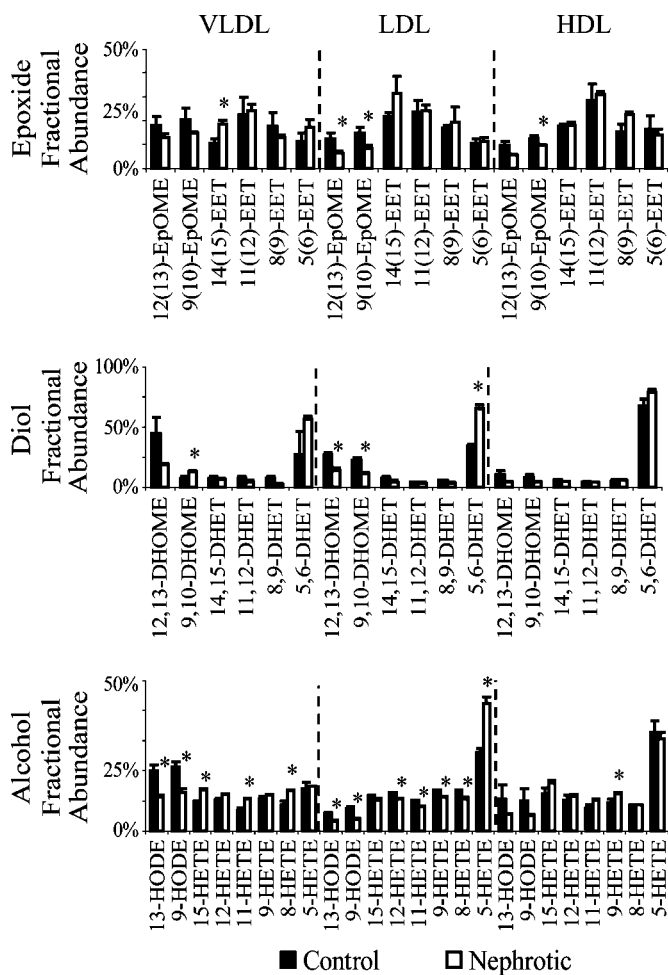 VLDL LDL HDL
Epoxide
Fractional
Abundance
50%
25%
0%
* * * *
12(13)-EpOME
9(10)-EpOME
14(15)-EET
11(12)-EET
8(9)-EET
5(6)-EET
12(13)-EpOME
9(10)-EpOME
14(15)-EET
11(12)-EET
8(9)-EET
5(6)-EET
12(13)-EpOME
9(10)-EpOME
14(15)-EET
11(12)-EET
8(9)-EET
5(6)-EET
Diol
Fractional
Abundance
100%
50%
0%
* * * *
12,13-DHOME
9,10-DHOME
14,15-DHET
11,12-DHET
8,9-DHET
5,6-DHET
12,13-DHOME
9,10-DHOME
14,15-DHET
11,12-DHET
8,9-DHET
5,6-DHET
12,13-DHOME
9,10-DHOME
14,15-DHET
11,12-DHET
8,9-DHET
5,6-DHET
Alcohol
Fractional
Abundance
50%
25%
0%
* * * * * * * * * * * * *
13-HODE
9-HODE
15-HETE
12-HETE
11-HETE
9-HETE
8-HETE
5-HETE
13-HODE
9-HODE
15-HETE
12-HETE
11-HETE
9-HETE
8-HETE
5-HETE
13-HODE
9-HODE
15-HETE
12-HETE
11-HETE
9-HETE
8-HETE
5-HETE
Control Nephrotic